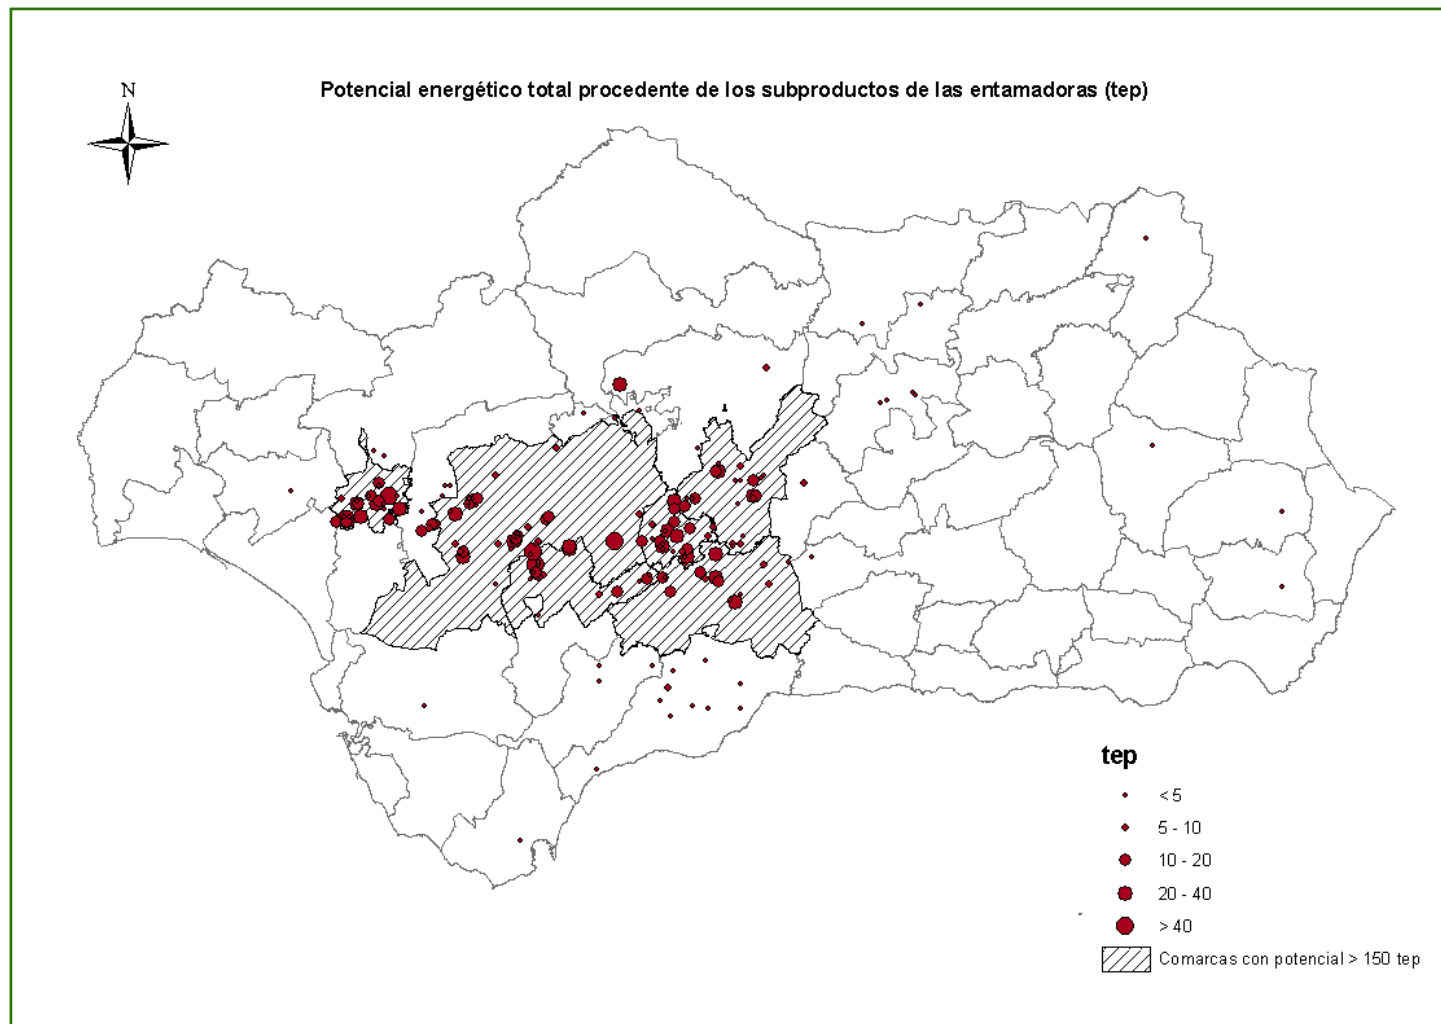 N
Potencial energético total procedente de los subproductos de las entamadoras (tep)
tep
< 5
5 - 10
10 - 20
20 - 40
> 40
Comarcas con potencial > 150 tep